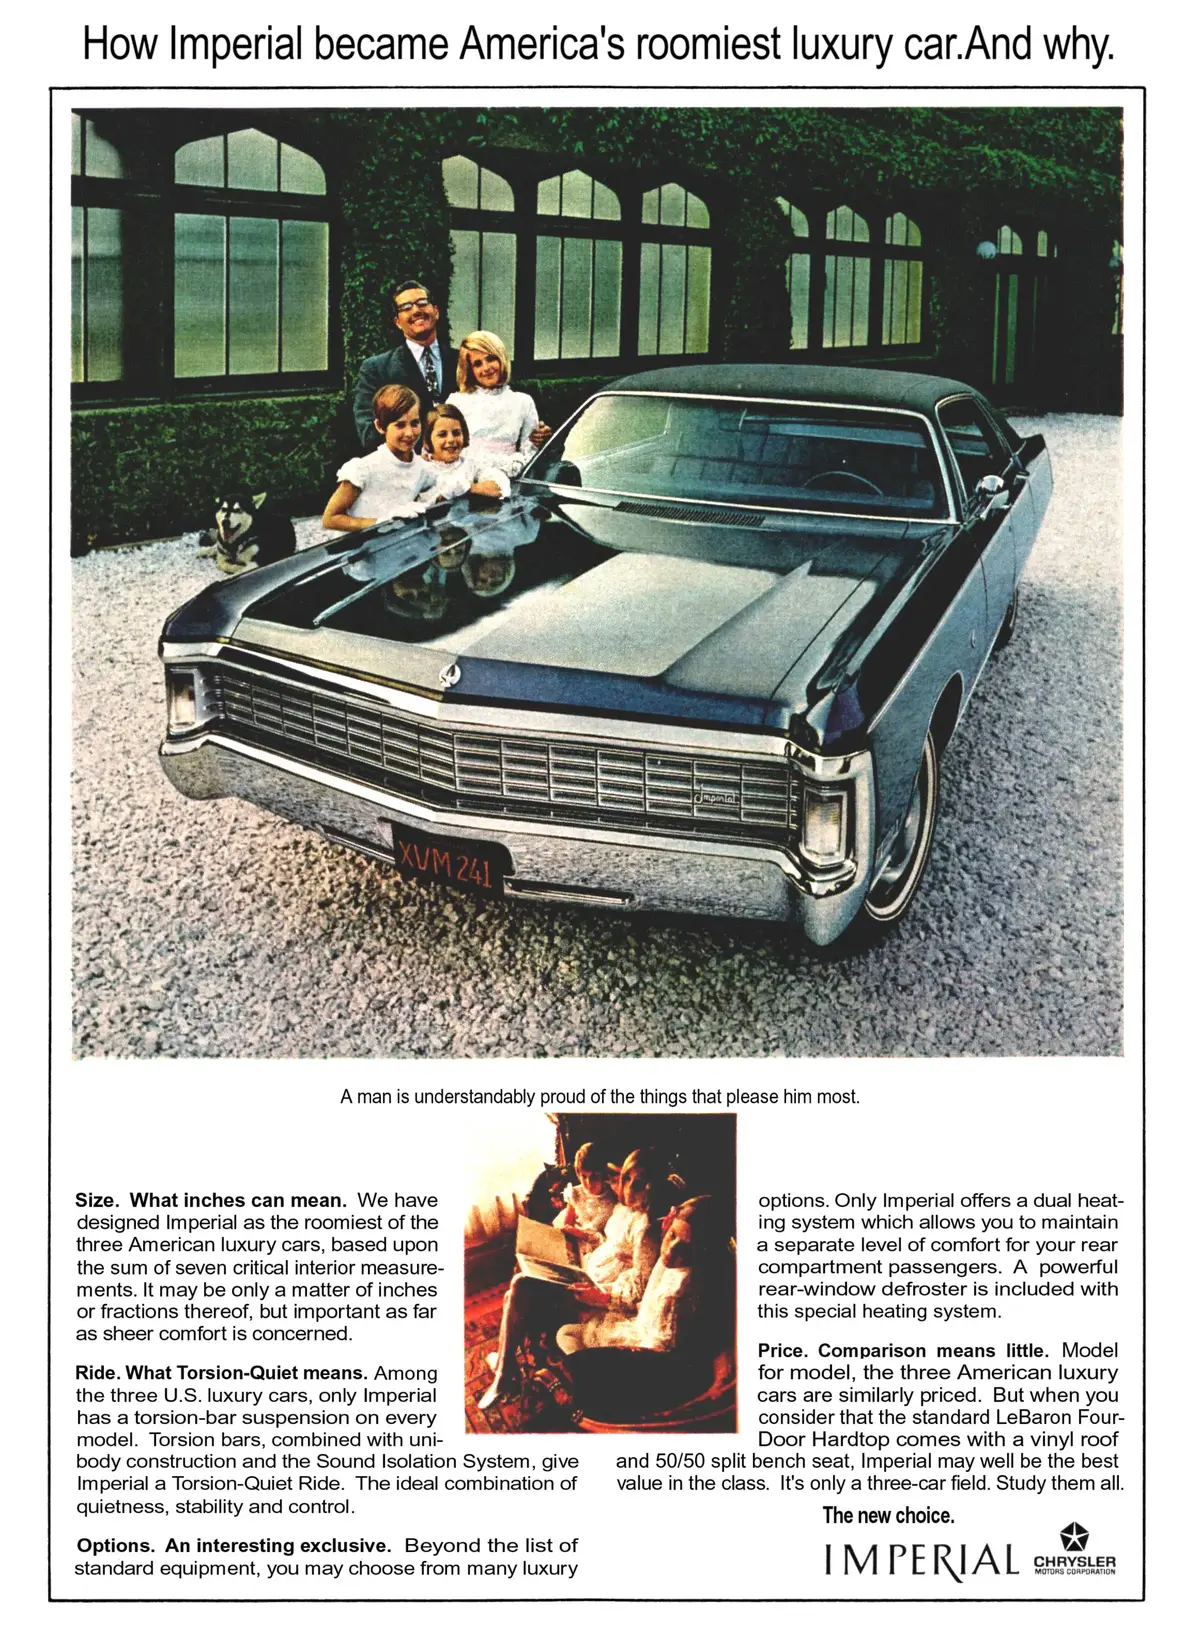 How Imperial became America's roomiest luxury car.And why.
Imperial
XVM 241
A man is understandably proud of the things that please him most.
Size. What inches can mean. We have
designed Imperial as the roomiest of the
three American luxury cars, based upon
the sum of seven critical interior measure-
ments. It may be only a matter of inches
or fractions thereof, but important as far
as sheer comfort is concerned.
Ride. What Torsion-Quiet means. Among
the three U.S. luxury cars, only Imperial
has a torsion-bar suspension on every
model. Torsion bars, combined with uni-
body construction and the Sound Isolation System, give
Imperial a Torsion-Quiet Ride. The ideal combination of
quietness, stability and control.
Options. An interesting exclusive. Beyond the list of
standard equipment, you may choose from many luxury
options. Only Imperial offers a dual heat-
ing system which allows you to maintain
a separate level of comfort for your rear
compartment passengers. A powerful
rear-window defroster is included with
this special heating system.
Price. Comparison means little. Model
for model, the three American luxury
cars are similarly priced. But when you
consider that the standard LeBaron Four-
Door Hardtop comes with a vinyl roof
and 50/50 split bench seat, Imperial may well be the best
value in the class. It's only a three-car field. Study them all.
The new choice.
IMPERIAL
CHRYSLER
MOTORS CORPORATION